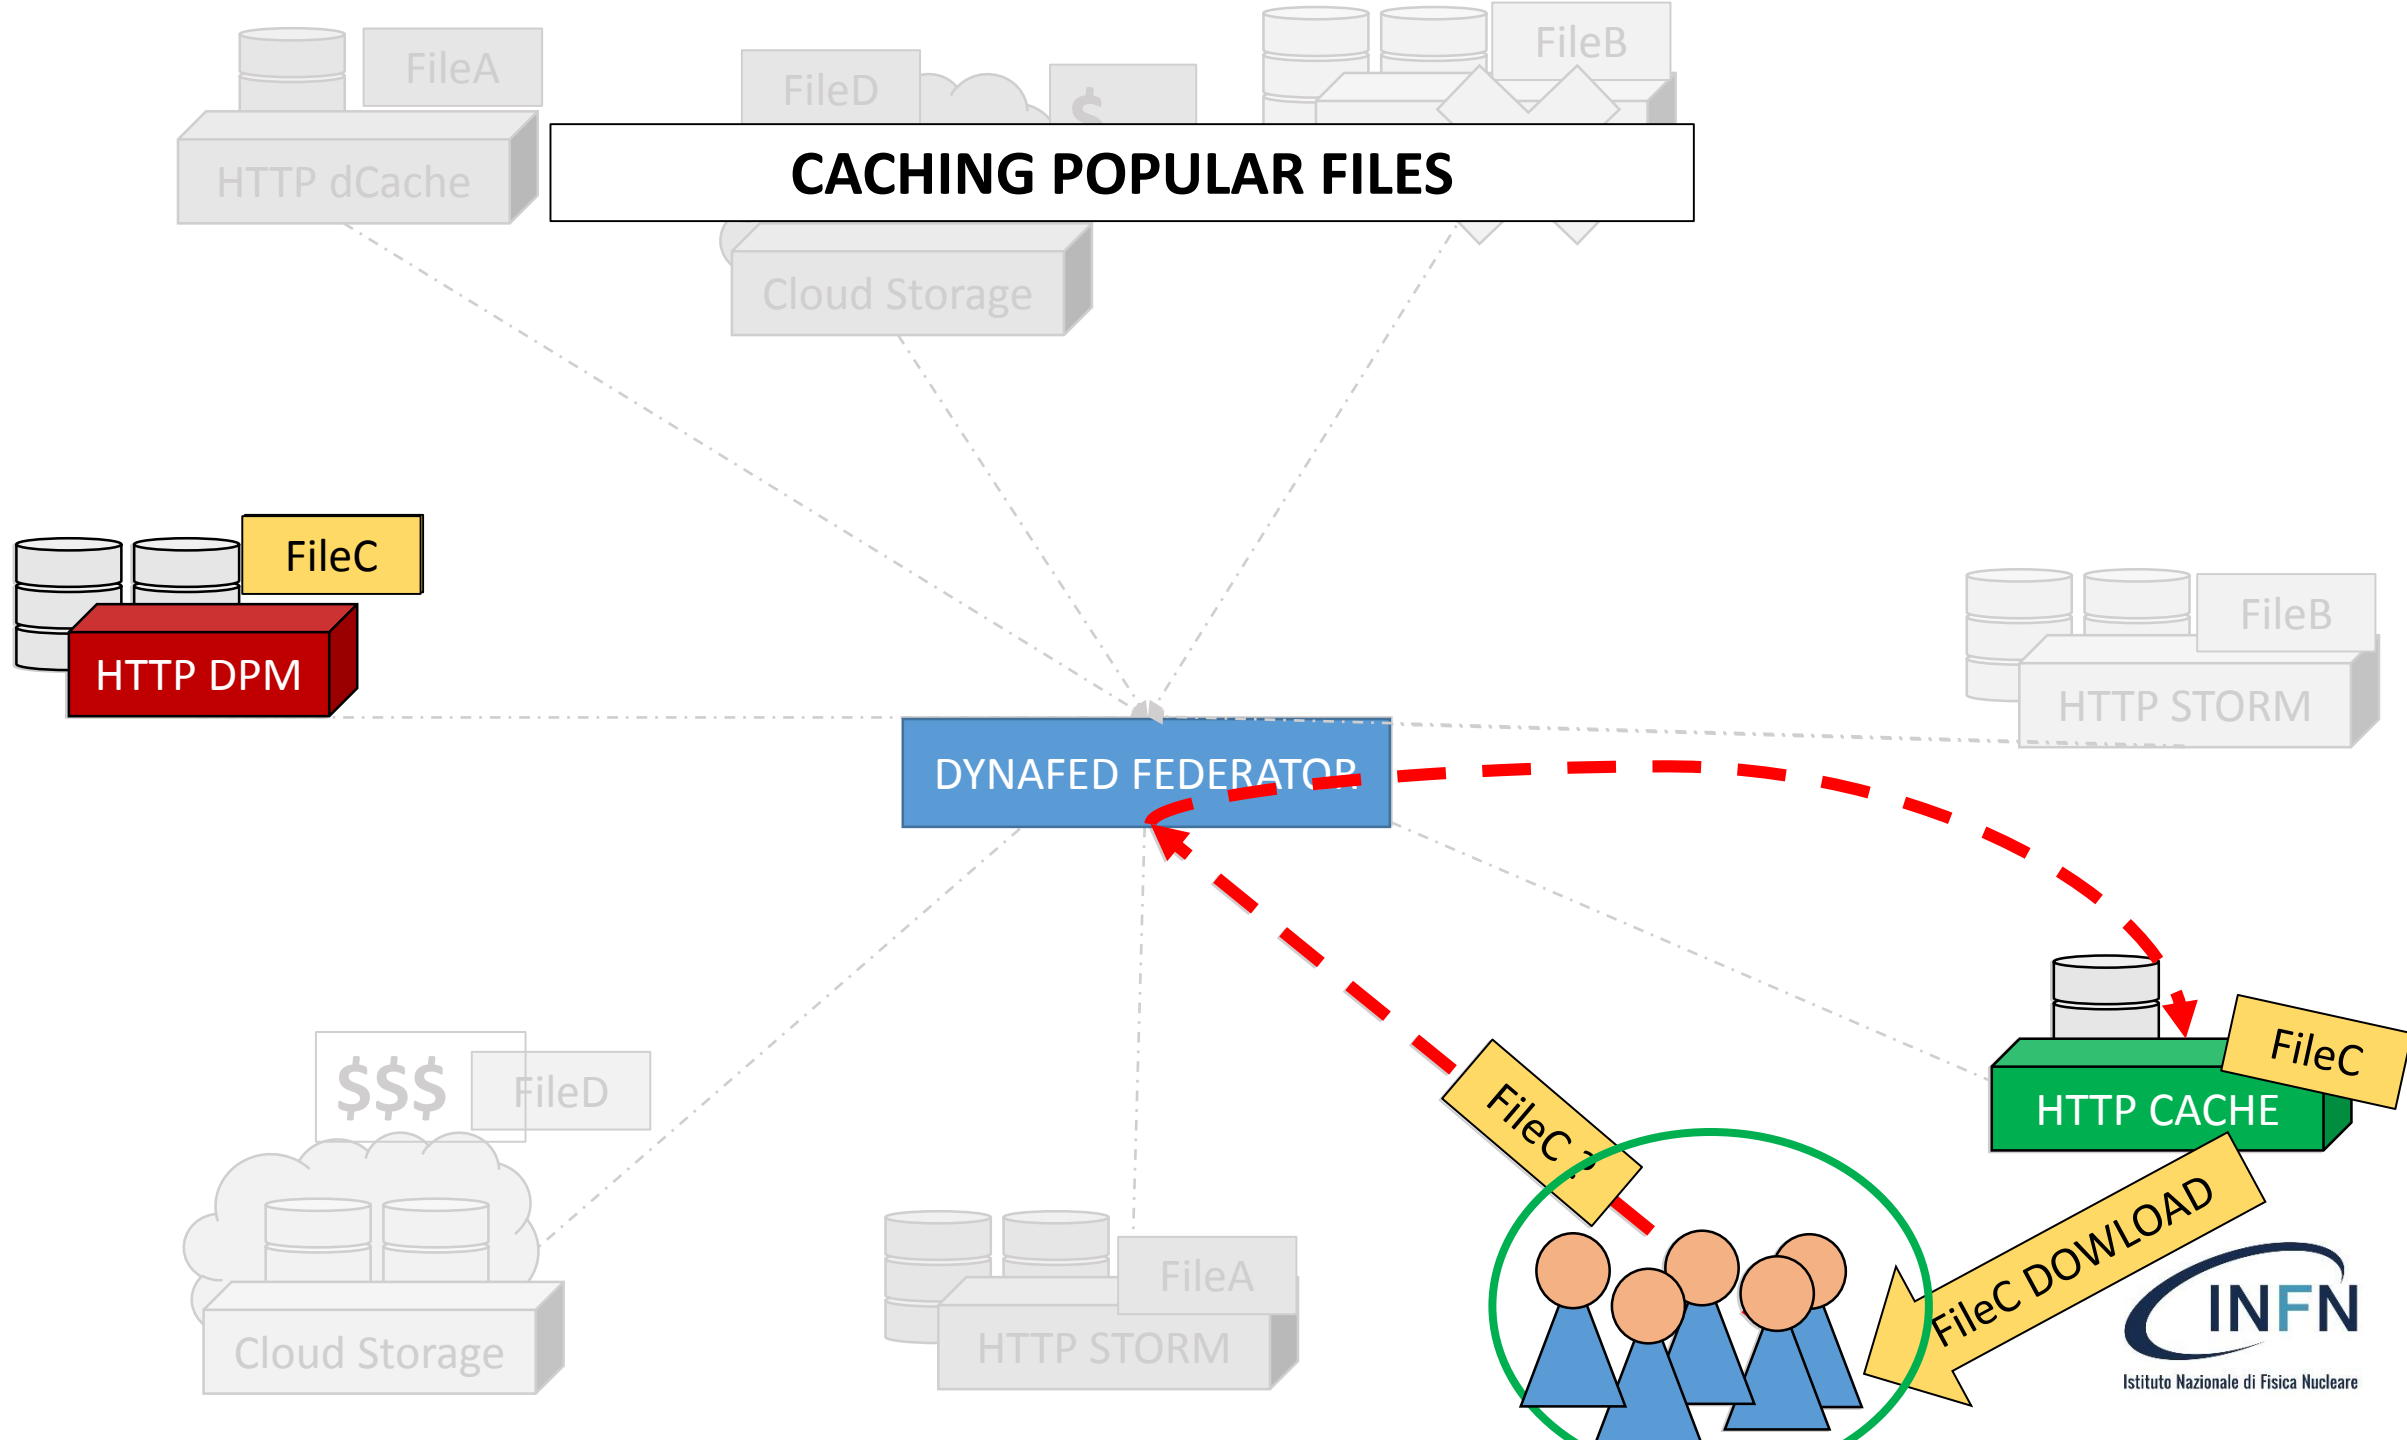 FileA
HTTP dCache
FileD
$
FileB
CACHING POPULAR FILES
Cloud Storage
FileC
HTTP DPM
FileB
HTTP STORM
DYNAFED FEDERATOR
FileC
HTTP CACHE
FileC ?
FileC DOWLOAD
$$$
FileD
Cloud Storage
FileA
HTTP STORM
INFN
Istituto Nazionale di Fisica Nucleare